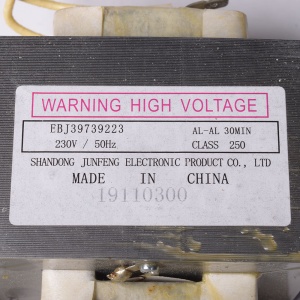 WARNING HIGH VOLTAGE
EBJ39739223 AL-AL 30MIN
230V / 50Hz CLASS 250
SHANDONG JUNFENG ELECTRONIC PRODUCT CO., LTD
MADE IN CHINA
19110300